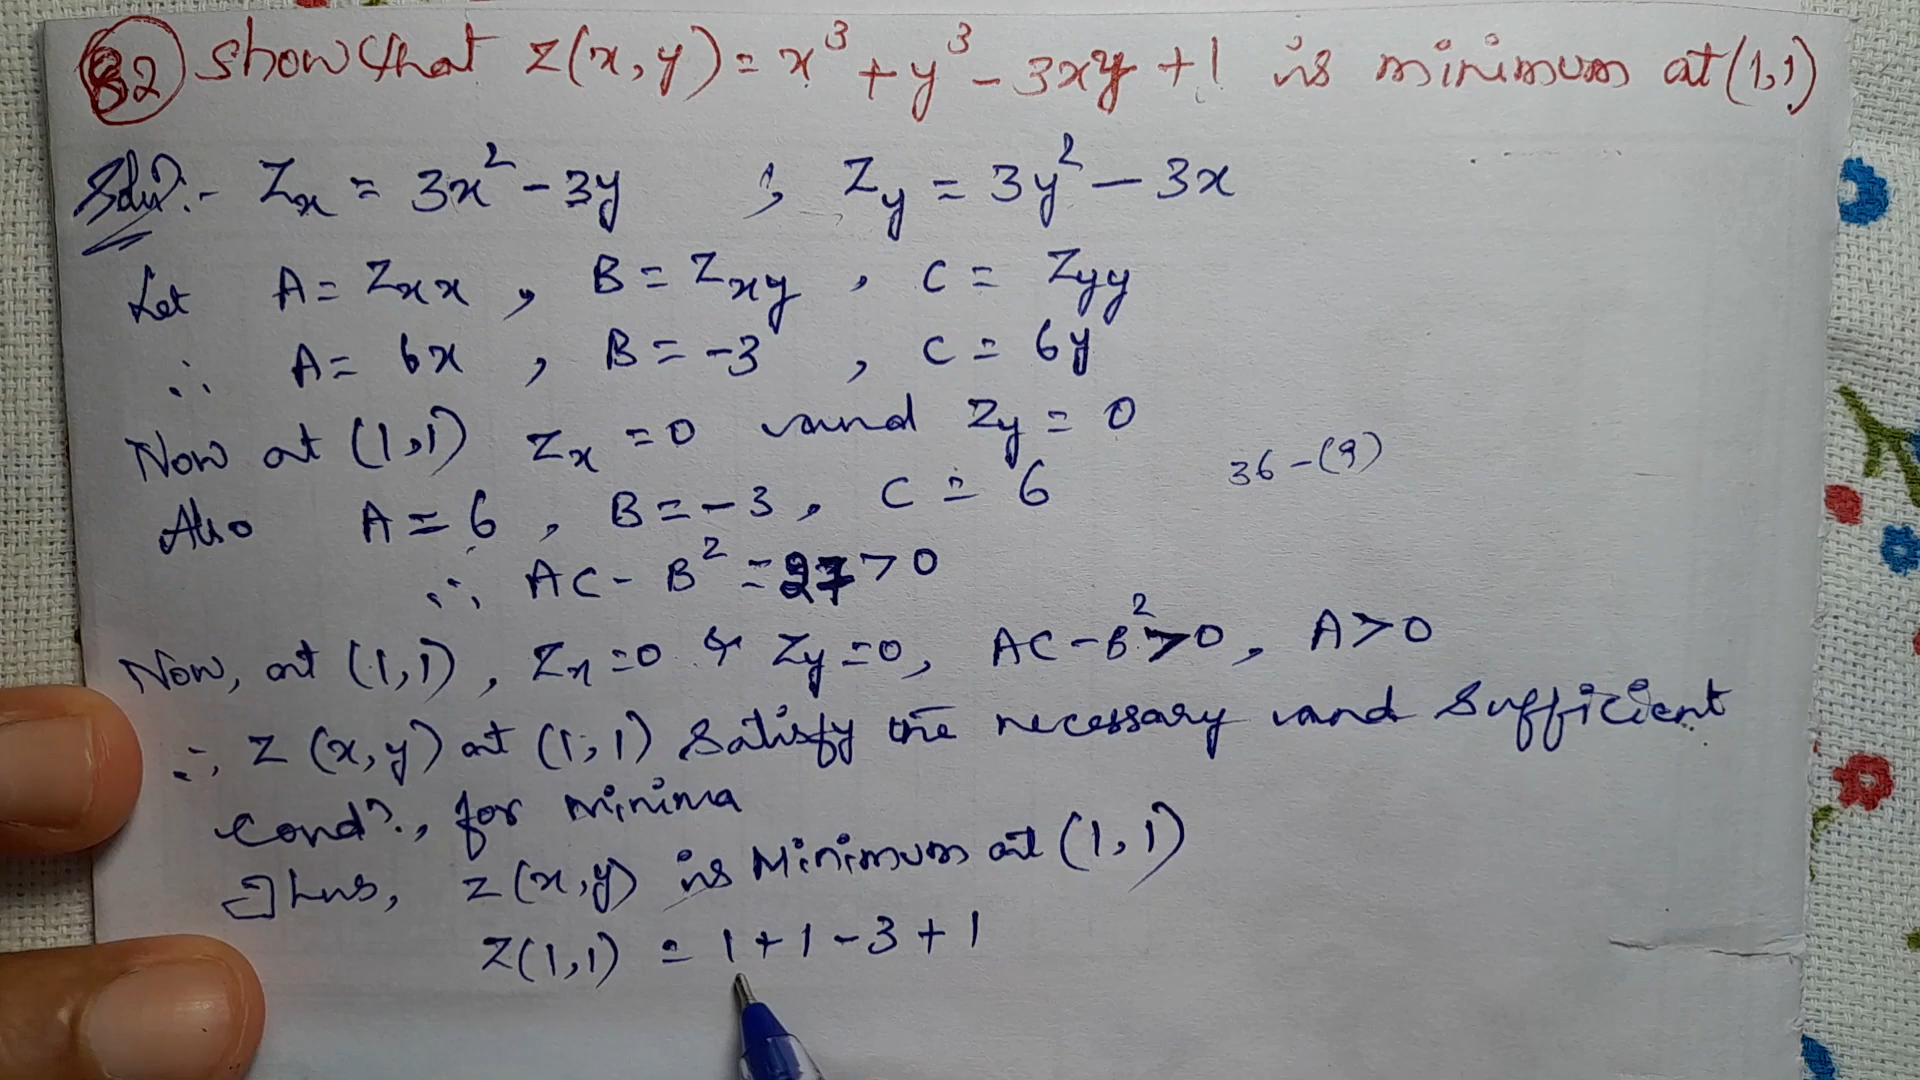 32 Show that z(x,y) = x³ + y³ - 3xy + 1 is minimum at (1,1)
Soln:- Zx = 3x² - 3y ; Zy = 3y² - 3x
Let A = Zxx , B = Zxy , C = Zyy
∴ A = 6x , B = -3 , C = 6y
Now at (1,1) Zx = 0 and Zy = 0
36-(9)
Also A = 6 , B = -3 , C = 6
∴ AC - B² = 27 > 0
Now, at (1,1), Zx = 0 & Zy = 0, AC - B² > 0, A > 0
∴ Z(x,y) at (1,1) Satisfy the necessary and Sufficient
Condn., for minima
Thus, z(x,y) is Minimum at (1,1)
Z(1,1) = 1+1-3+1